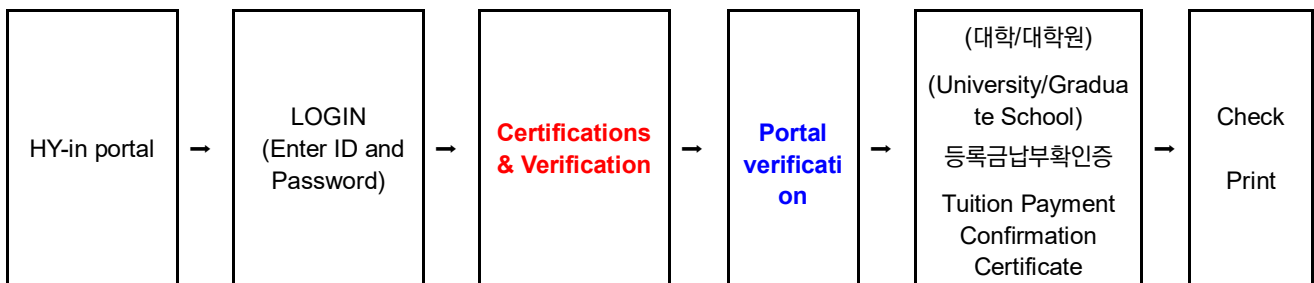 HY-in portal
➞
LOGIN
(Enter ID and
Password)
➞
Certifications
& Verification
➞
Portal
verificati
on
➞
(대학/대학원)
(University/Gradua
te School)
등록금납부확인증
Tuition Payment
Confirmation
Certificate
➞
Check
Print